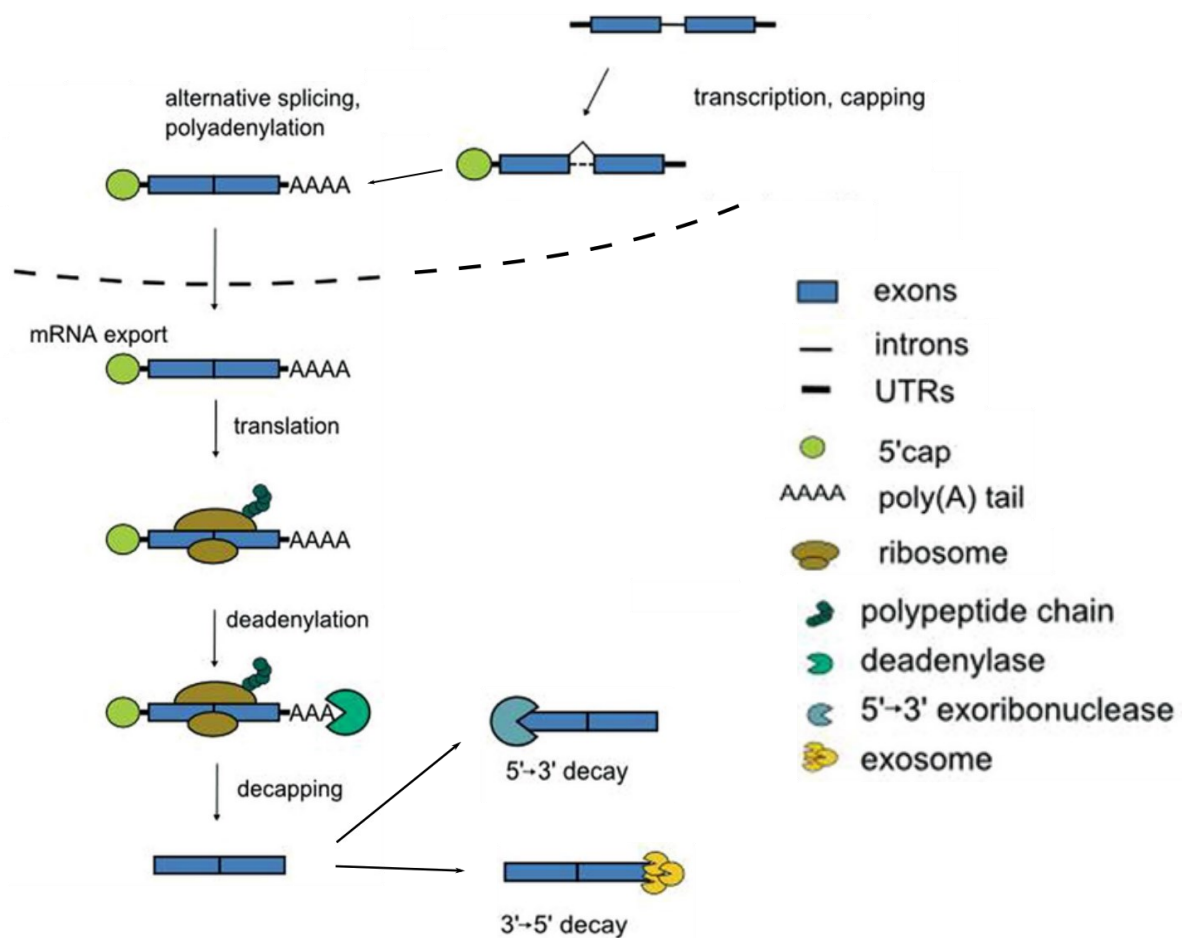 transcription, capping
alternative splicing,
polyadenylation
AAAA
mRNA export
AAAA
translation
AAAA
deadenylation
AAA
decapping
5'→3' decay
3'→5' decay
exons
introns
UTRs
5'cap
AAAA poly(A) tail
ribosome
polypeptide chain
deadenylase
5'→3' exoribonuclease
exosome